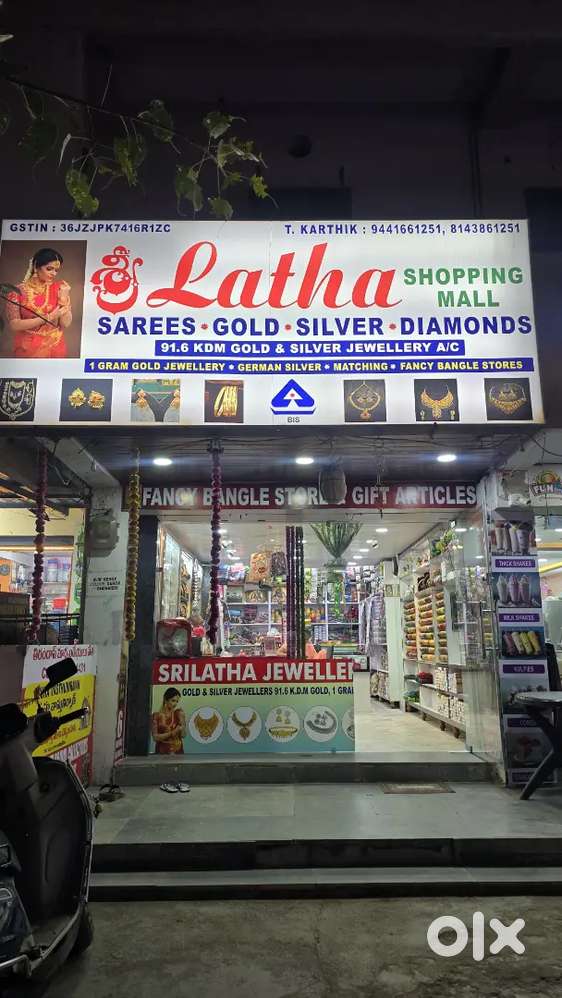 GSTIN : 36JZJPK7416R1ZC
T. KARTHIK : 9441661251, 8143861251
శ్రీ Latha SHOPPING MALL
SAREES • GOLD • SILVER • DIAMONDS
91.6 KDM GOLD & SILVER JEWELLERY A/C
1 GRAM GOLD JEWELLERY • GERMAN SILVER • MATCHING • FANCY BANGLE STORES
BIS
FANCY BANGLE STORE & GIFT ARTICLES
FUN
THICK SHAKES
MILK SHAKES
KULFIES
SRILATHA JEWELLE
GOLD & SILVER JEWELLERS 91.6 K.D.M GOLD, 1 GRA
olx